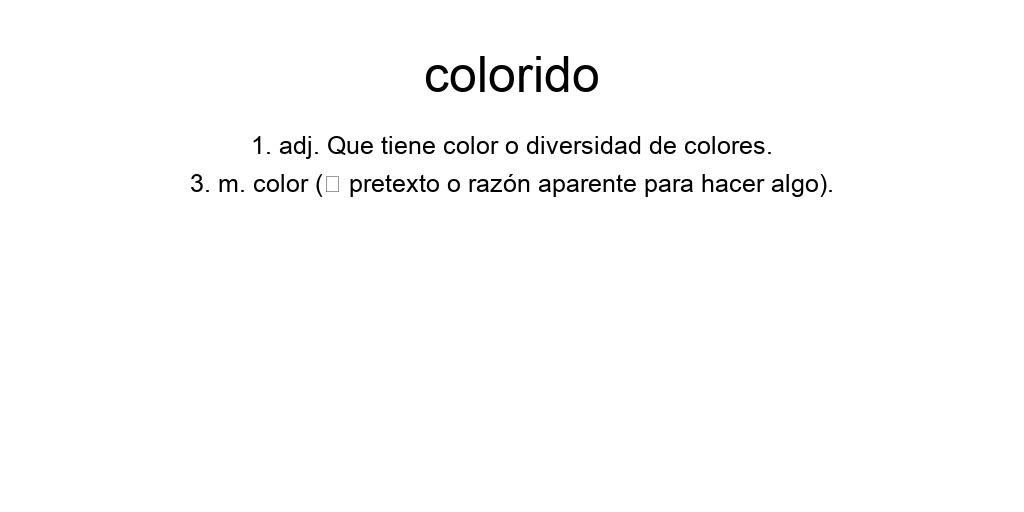 colorido
1. adj. Que tiene color o diversidad de colores.
3. m. color (□ pretexto o razón aparente para hacer algo).